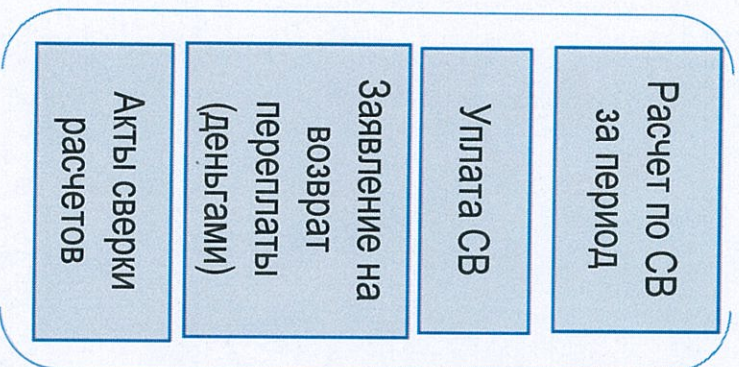 Расчет по СВ
за период
Уплата СВ
Заявление на
возврат
переплаты
(деньгами)
Акты сверки
расчетов